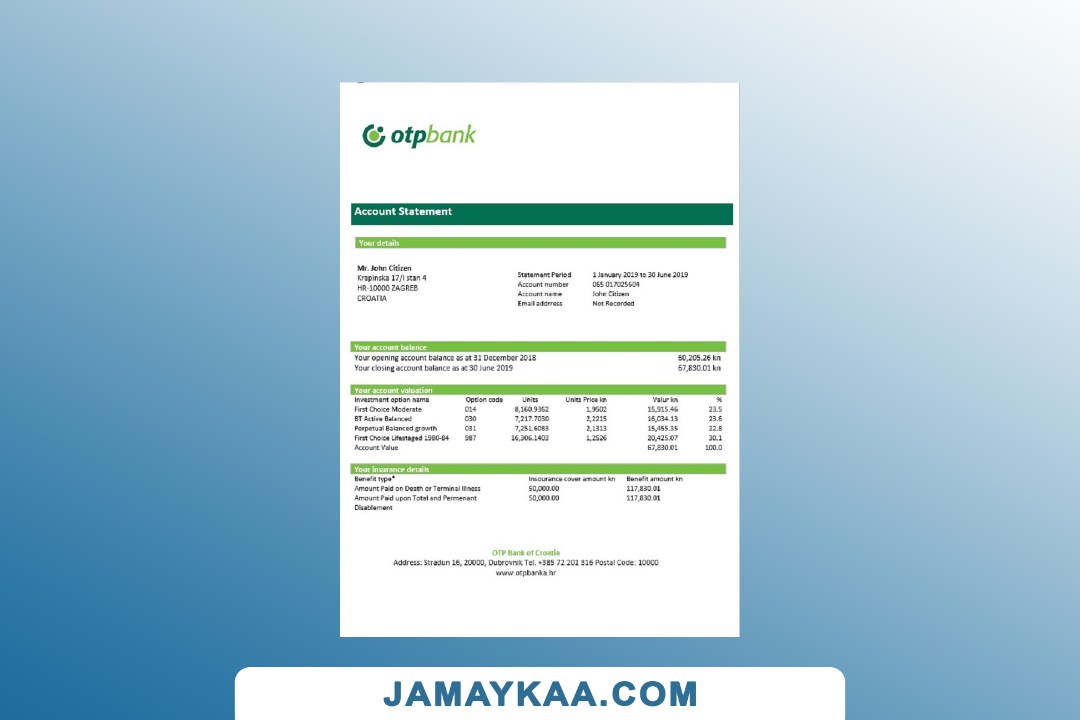 otpbank
Account Statement
Your details
Mr. John Citizen
Krapinska 17/I stan 4
HR-10000 ZAGREB
CROATIA
Statement Period 1 January 2019 to 30 June 2019
Account number 065 017025604
Account name John Citizen
Email addrress Not Recorded
Your account balance
Your opening account balance as at 31 December 2018 60,205.26 kn
Your closing account balance as at 30 June 2019 67,830.01 kn
Your account valuation
Investment option name Option code Units Units Price kn Valur kn %
First Choice Moderate 014 8,160.9362 1,9502 15,915.46 23.5
BT Active Balanced 030 7,217.7030 2,2215 16,034.13 23.6
Perpetual Balanced growth 031 7,251.6083 2,1313 15,455.35 22.8
First Choice Lifestaged 1980-84 987 16,306.1403 1,2526 20,425.07 30.1
Account Value 67,830.01 100.0
Your insurance details
Benefit type* Insourance cover amount kn Benefit amount kn
Amount Paid on Death or Terminal Illness 50,000.00 117,830.01
Amount Paid upon Total and Permenant 50,000.00 117,830.01
Disablement
OTP Bank of Croatia
Address: Stradun 16, 20000, Dubrovnik Tel. +385 72 201 316 Postal Code: 10000
www.otpbanka.hr
JAMAYKAA.COM